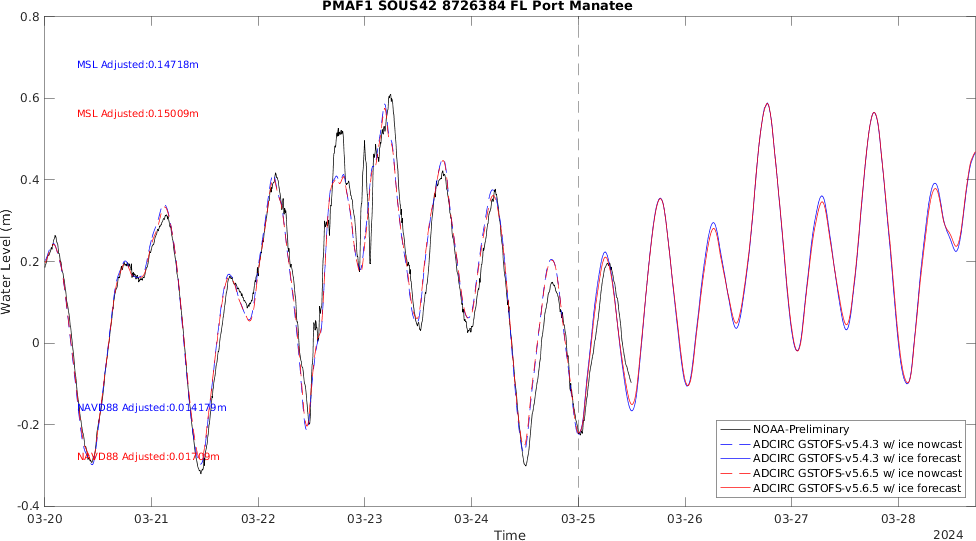 PMAF1 SOUS42 8726384 FL Port Manatee
0.8
MSL Adjusted:0.14718m
0.6
MSL Adjusted:0.15009m
0.4
Water Level (m)
0.2
0
NAVD88 Adjusted:0.014179m
-0.2
NAVD88 Adjusted:0.01709m
NOAA-Preliminary
ADCIRC GSTOFS-v5.4.3 w/ ice nowcast
ADCIRC GSTOFS-v5.4.3 w/ ice forecast
ADCIRC GSTOFS-v5.6.5 w/ ice nowcast
ADCIRC GSTOFS-v5.6.5 w/ ice forecast
-0.4
03-20 03-21 03-22 03-23 03-24 03-25 03-26 03-27 03-28
Time
2024